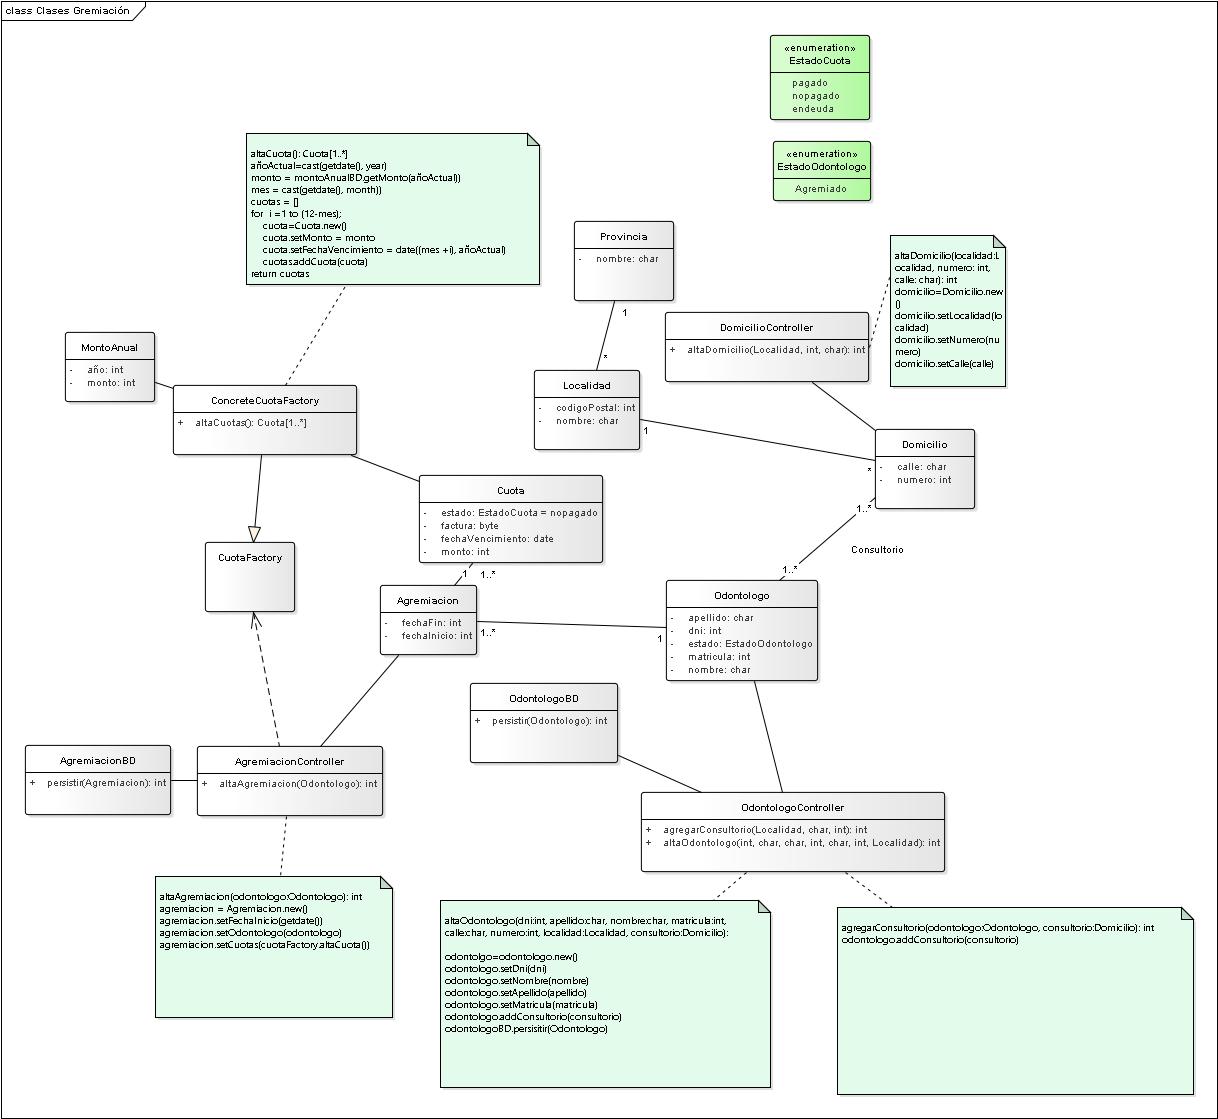 class Clases Gremiación
«enumeration»
EstadoCuota
pagado
nopagado
endeuda
«enumeration»
EstadoOdontologo
Agremiado
altaCuota(): Cuota[1..*]
añoActual=cast(getdate(), year)
monto = montoAnualBD.getMonto(añoActual))
mes = cast(getdate(), month))
cuotas = []
for i =1 to (12-mes);
cuota=Cuota.new()
cuota.setMonto = monto
cuota.setFechaVencimiento = date((mes +i), añoActual)
cuotas.addCuota(cuota)
return cuotas
Provincia
- nombre: char
1
*
altaDomicilio(localidad:L
ocalidad, numero: int,
calle: char): int
domicilio=Domicilio.new
()
domicilio.setLocalidad(lo
calidad)
domicilio.setNumero(nu
mero)
domicilio.setCalle(calle)
DomicilioController
+ altaDomicilio(Localidad, int, char): int
MontoAnual
- año: int
- monto: int
ConcreteCuotaFactory
+ altaCuotas(): Cuota[1..*]
Localidad
- codigoPostal: int
- nombre: char
1
*
Domicilio
- calle: char
- numero: int
1..*
Consultorio
1..*
Cuota
- estado: EstadoCuota = nopagado
- factura: byte
- fechaVencimiento: date
- monto: int
1
1..*
CuotaFactory
Agremiacion
- fechaFin: int
- fechaInicio: int
1..*
1
Odontologo
- apellido: char
- dni: int
- estado: EstadoOdontologo
- matricula: int
- nombre: char
OdontologoBD
+ persistir(Odontologo): int
AgremiacionBD
+ persistir(Agremiacion): int
AgremiacionController
+ altaAgremiacion(Odontologo): int
OdontologoController
+ agregarConsultorio(Localidad, char, int): int
+ altaOdontologo(int, char, char, int, char, int, Localidad): int
altaAgremiacion(odontologo:Odontologo): int
agremiacion = Agremiacion.new()
agremiacion.setFechaInicio(getdate())
agremiacion.setOdontologo(odontologo)
agremiacion.setCuotas(cuotaFactory.altaCuota())
altaOdontologo(dni:int, apellido:char, nombre:char, matricula:int,
calle:char, numero:int, localidad:Localidad, consultorio:Domicilio):
odontolgo=odontologo.new()
odontologo.setDni(dni)
odontologo.setNombre(nombre)
odontologo.setApellido(apellido)
odontologo.setMatricula(matricula)
odontologo.addConsultorio(consultorio)
odontologoBD.persisitir(Odontologo)
agregarConsultorio(odontologo:Odontologo, consultorio:Domicilio): int
odontologo.addConsultorio(consultorio)